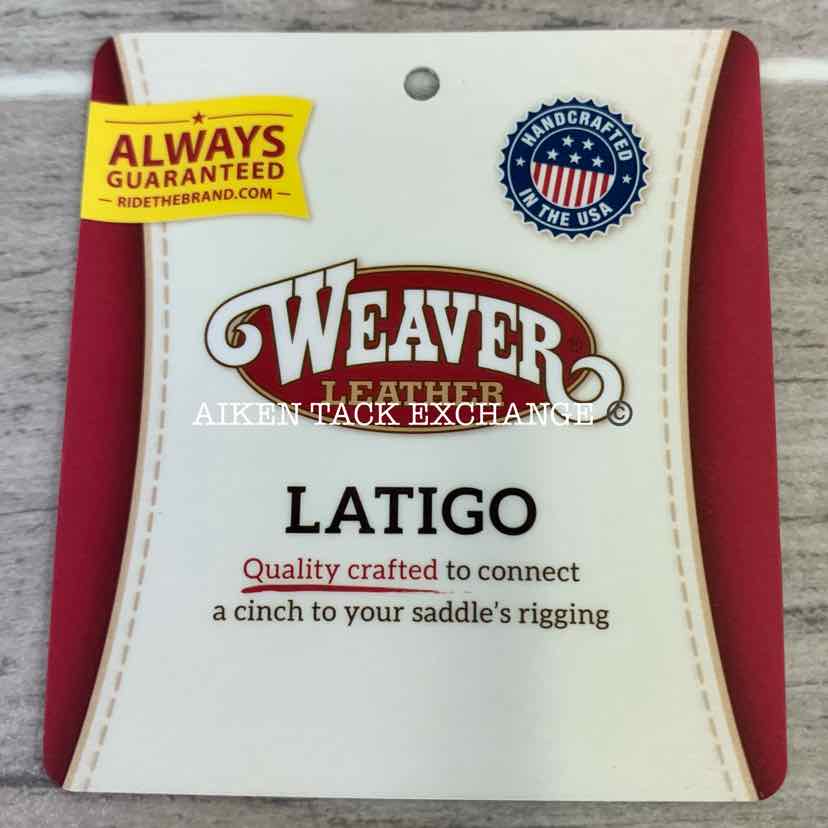 ALWAYS
GUARANTEED
RIDETHEBRAND.COM
HANDCRAFTED
IN THE USA
WEAVER®
LEATHER
AIKEN TACK EXCHANGE ©
LATIGO
Quality crafted to connect
a cinch to your saddle's rigging